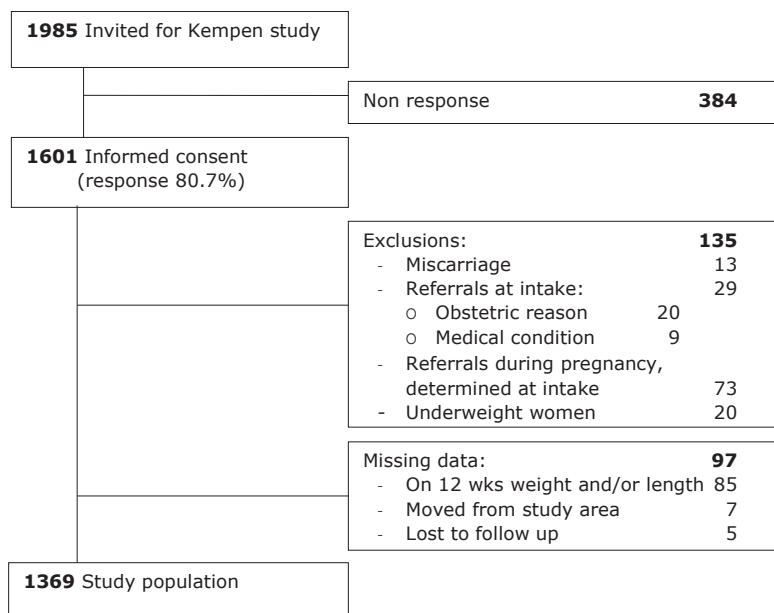 1985 Invited for Kempen study
Non response 384
1601 Informed consent
(response 80.7%)
Exclusions: 135
- Miscarriage 13
- Referrals at intake: 29
o Obstetric reason 20
o Medical condition 9
- Referrals during pregnancy,
determined at intake 73
- Underweight women 20
Missing data: 97
- On 12 wks weight and/or length 85
- Moved from study area 7
- Lost to follow up 5
1369 Study population